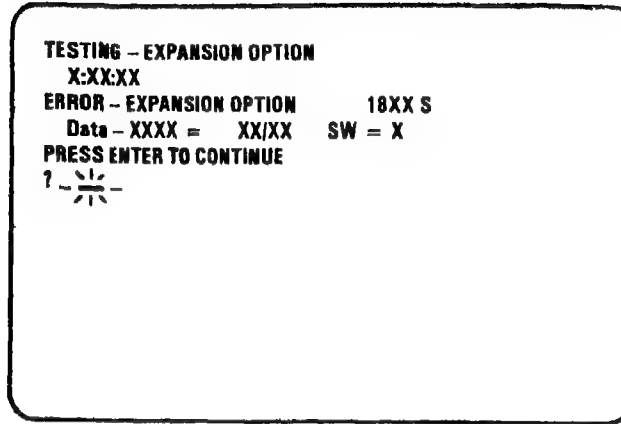 TESTING – EXPANSION OPTION
X:XX:XX
ERROR – EXPANSION OPTION 18XX S
Data – XXXX = XX/XX SW = X
PRESS ENTER TO CONTINUE
? _ _